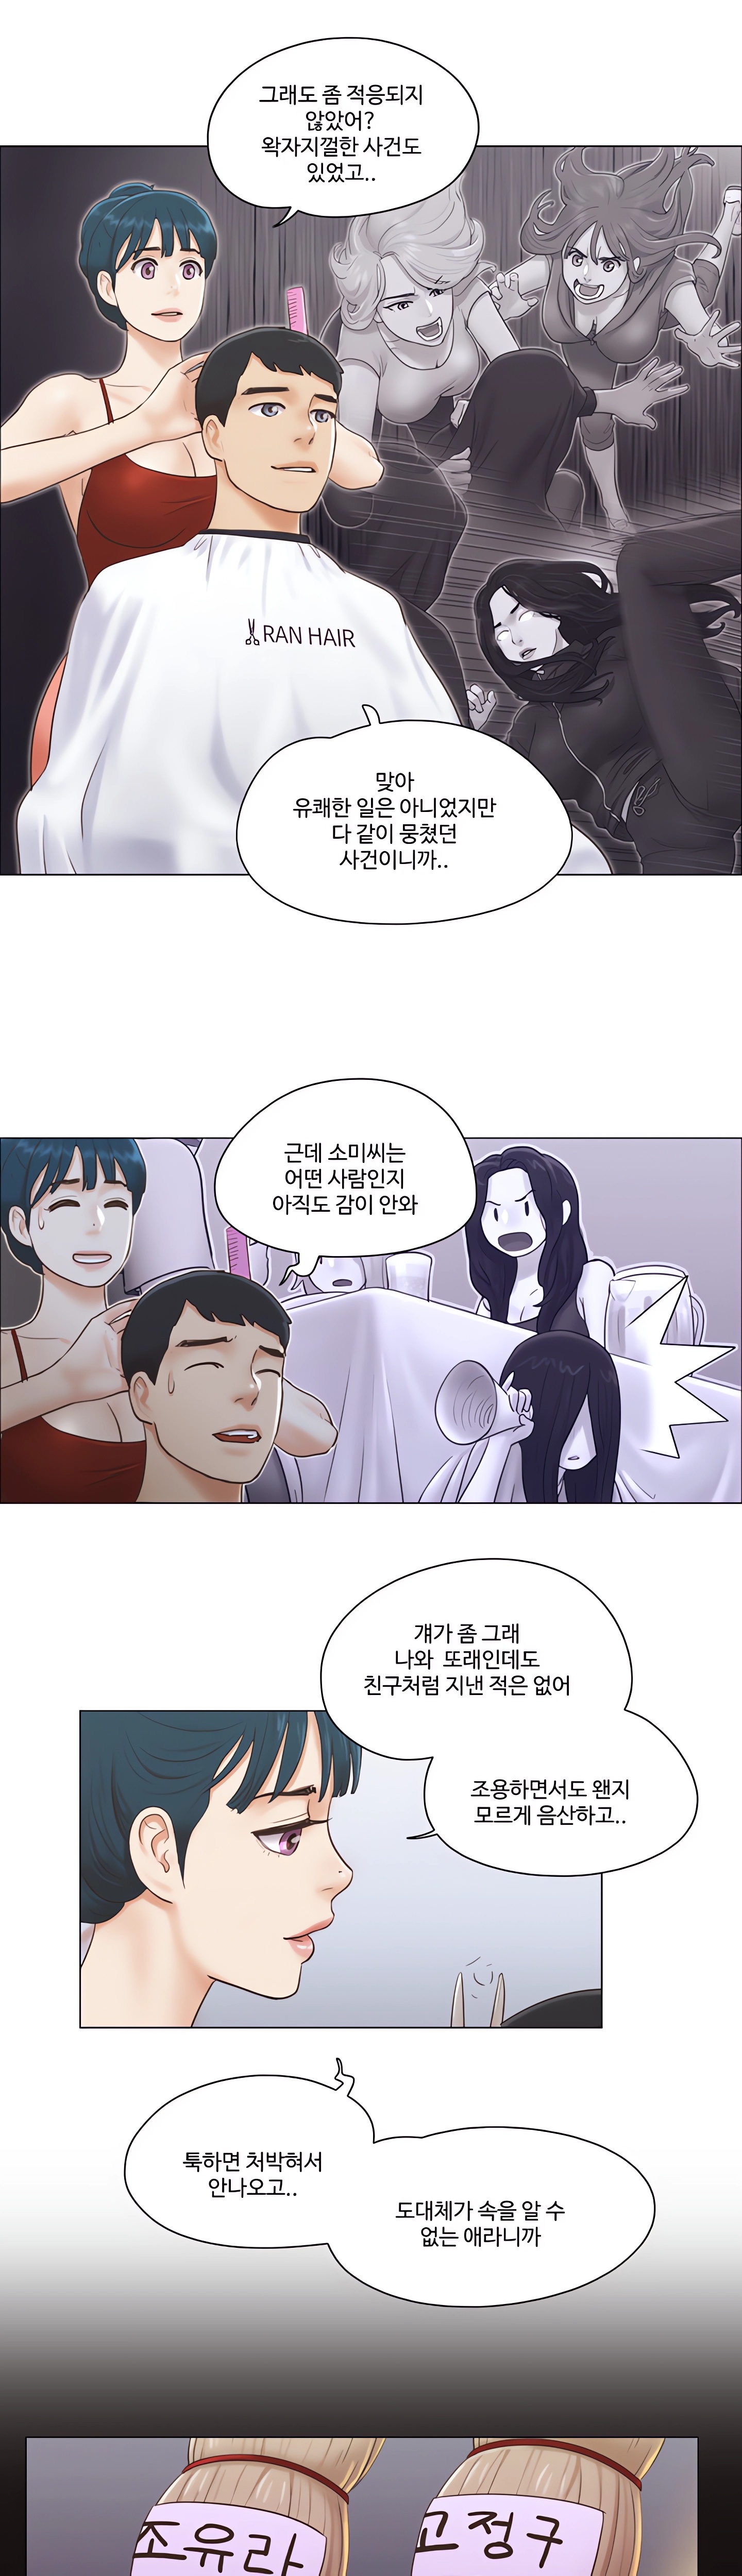 그래도 좀 적응되지
않았어?
왁자지껄한 사건도
있었고..
RAN HAIR
맞아
유쾌한 일은 아니었지만
다 같이 뭉쳤던
사건이니까..
근데 소미씨는
어떤 사람인지
아직도 감이 안와
걔가 좀 그래
나와 또래인데도
친구처럼 지낸 적은 없어
조용하면서도 왠지
모르게 음산하고..
툭하면 처박혀서
안나오고..
도대체가 속을 알 수
없는 애라니까
조유라
고정구